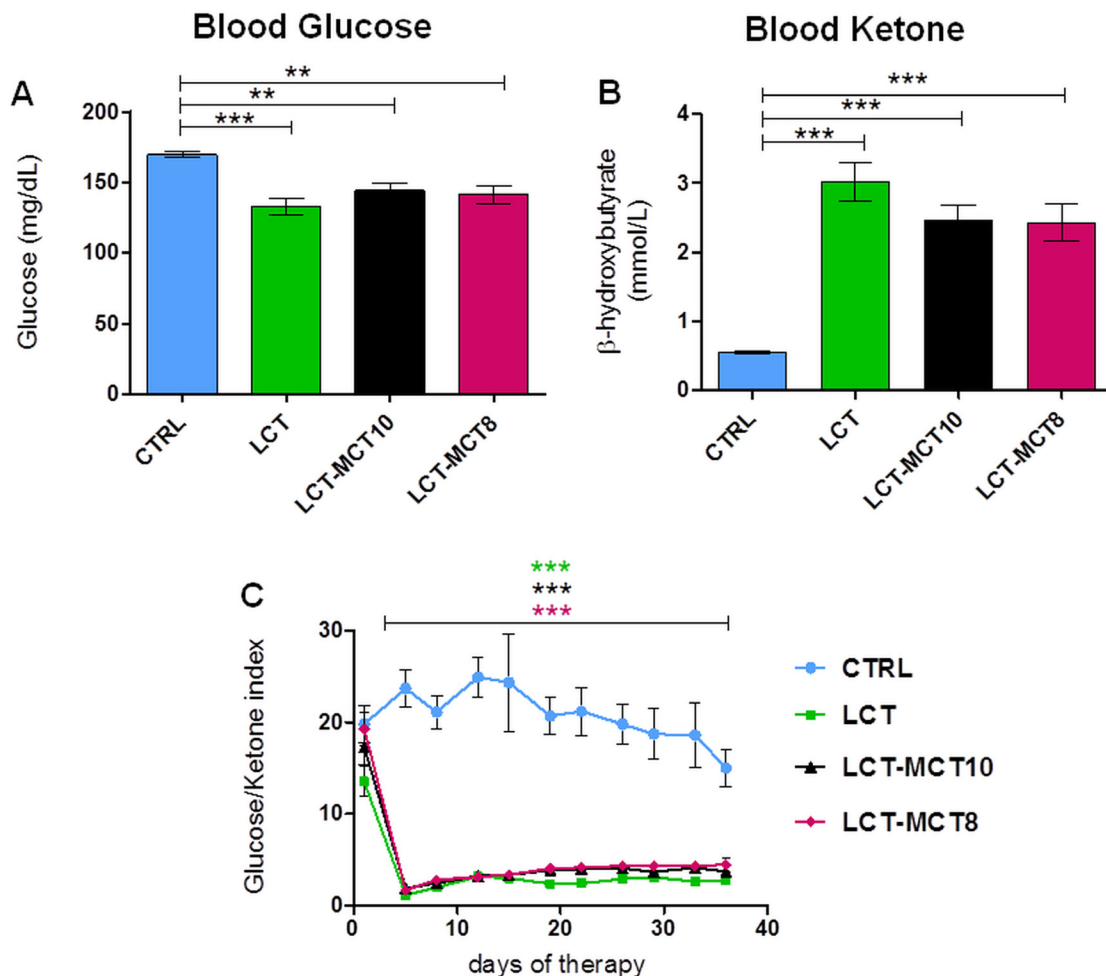 Blood Glucose
Blood Ketone
A
**
**
***
200
150
100
50
0
Glucose (mg/dL)
CTRL
LCT
LCT-MCT10
LCT-MCT8
B
***
***
***
4
3
2
1
0
β-hydroxybutyrate
(mmol/L)
CTRL
LCT
LCT-MCT10
LCT-MCT8
C
***
***
***
30
20
10
0
Glucose/Ketone index
0
10
20
30
40
days of therapy
CTRL
LCT
LCT-MCT10
LCT-MCT8